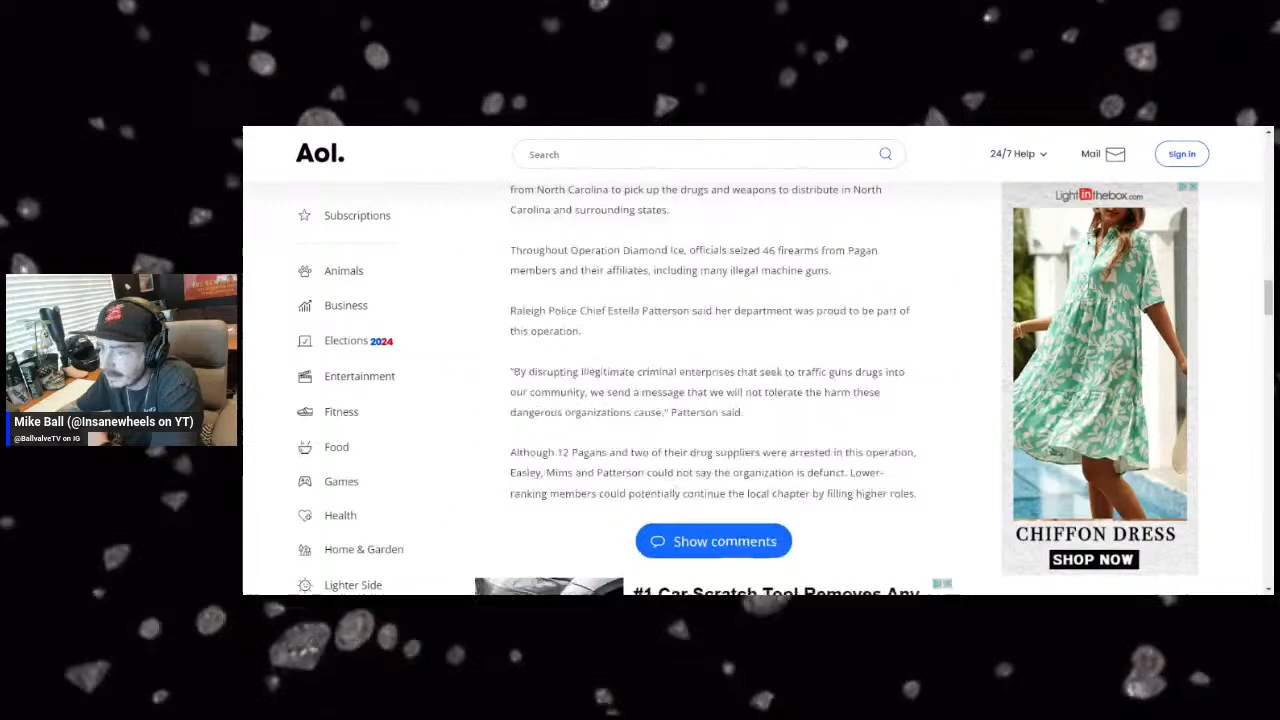 Aol.
Search
24/7 Help
Mail
Sign in
Subscriptions
Animals
Business
Elections 2024
Entertainment
Fitness
Food
Games
Health
Home & Garden
Lighter Side
from North Carolina to pick up the drugs and weapons to distribute in North
Carolina and surrounding states.
Throughout Operation Diamond Ice, officials seized 46 firearms from Pagan
members and their affiliates, including many illegal machine guns.
Raleigh Police Chief Estella Patterson said her department was proud to be part of
this operation.
"By disrupting illegitimate criminal enterprises that seek to traffic guns drugs into
our community, we send a message that we will not tolerate the harm these
dangerous organizations cause," Patterson said.
Although 12 Pagans and two of their drug suppliers were arrested in this operation,
Easley, Mims and Patterson could not say the organization is defunct. Lower-
ranking members could potentially continue the local chapter by filling higher roles.
Show comments
#1 Car Scratch Tool Removes Any
Lightinthebox.com
CHIFFON DRESS
SHOP NOW
Mike Ball (@Insanewheels on YT)
@BallvalveTV on IG